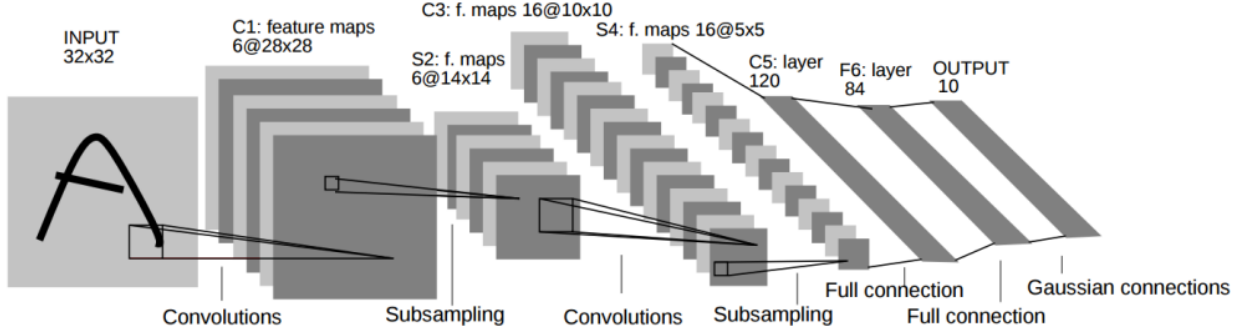 INPUT
32x32
C1: feature maps
6@28x28
S2: f. maps
6@14x14
C3: f. maps 16@10x10
S4: f. maps 16@5x5
C5: layer
120
F6: layer
84
OUTPUT
10
Convolutions
Subsampling
Convolutions
Subsampling
Full connection
Full connection
Gaussian connections